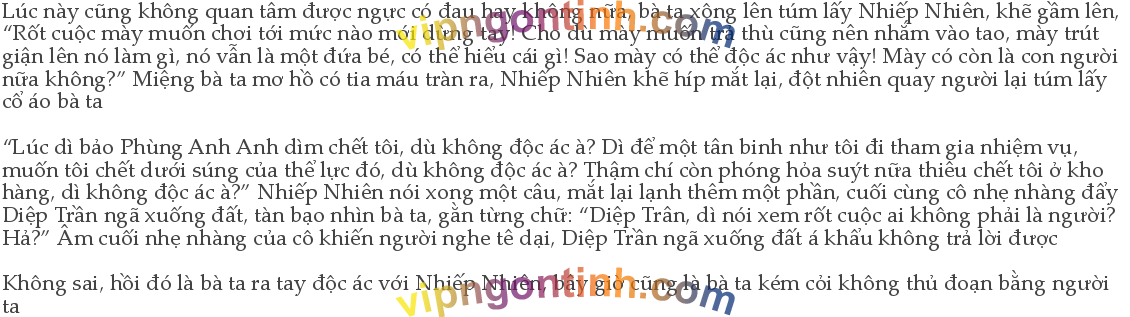 Lúc này cũng không quan tâm được ngực có đau hay không nữa, bà ta xông lên túm lấy Nhiếp Nhiên, khẽ gầm lên,
“Rốt cuộc mày muốn chơi tới mức nào mới dừng tay! Cho dù mày muốn trả thù cũng nên nhắm vào tao, mày trút
giận lên nó làm gì, nó vẫn là một đứa bé, có thể hiểu cái gì! Sao mày có thể độc ác như vậy! Mày có còn là con người
nữa không?” Miệng bà ta mơ hồ có tia máu tràn ra, Nhiếp Nhiên khẽ híp mắt lại, đột nhiên quay người lại túm lấy
cổ áo bà ta
“Lúc dì bảo Phùng Anh Anh dìm chết tôi, dù không độc ác à? Dì để một tân binh như tôi đi tham gia nhiệm vụ,
muốn tôi chết dưới súng của thể lực đó, dù không độc ác à? Thậm chí còn phóng hỏa suýt nữa thiêu chết tôi ở kho
hàng, dì không độc ác à?” Nhiếp Nhiên nói xong một câu, mắt lại lạnh thêm một phần, cuối cùng cô nhẹ nhàng đẩy
Diệp Trần ngã xuống đất, tàn bạo nhìn bà ta, gằn từng chữ: “Diệp Trân, dì nói xem rốt cuộc ai không phải là người?
Hả?” Âm cuối nhẹ nhàng của cô khiến người nghe tê dại, Diệp Trần ngã xuống đất á khẩu không trả lời được
Không sai, hồi đó là bà ta ra tay độc ác với Nhiếp Nhiên, bây giờ cũng là bà ta kém cỏi không thủ đoạn bằng người
ta
vipngontinh.com
vipngontinh.com